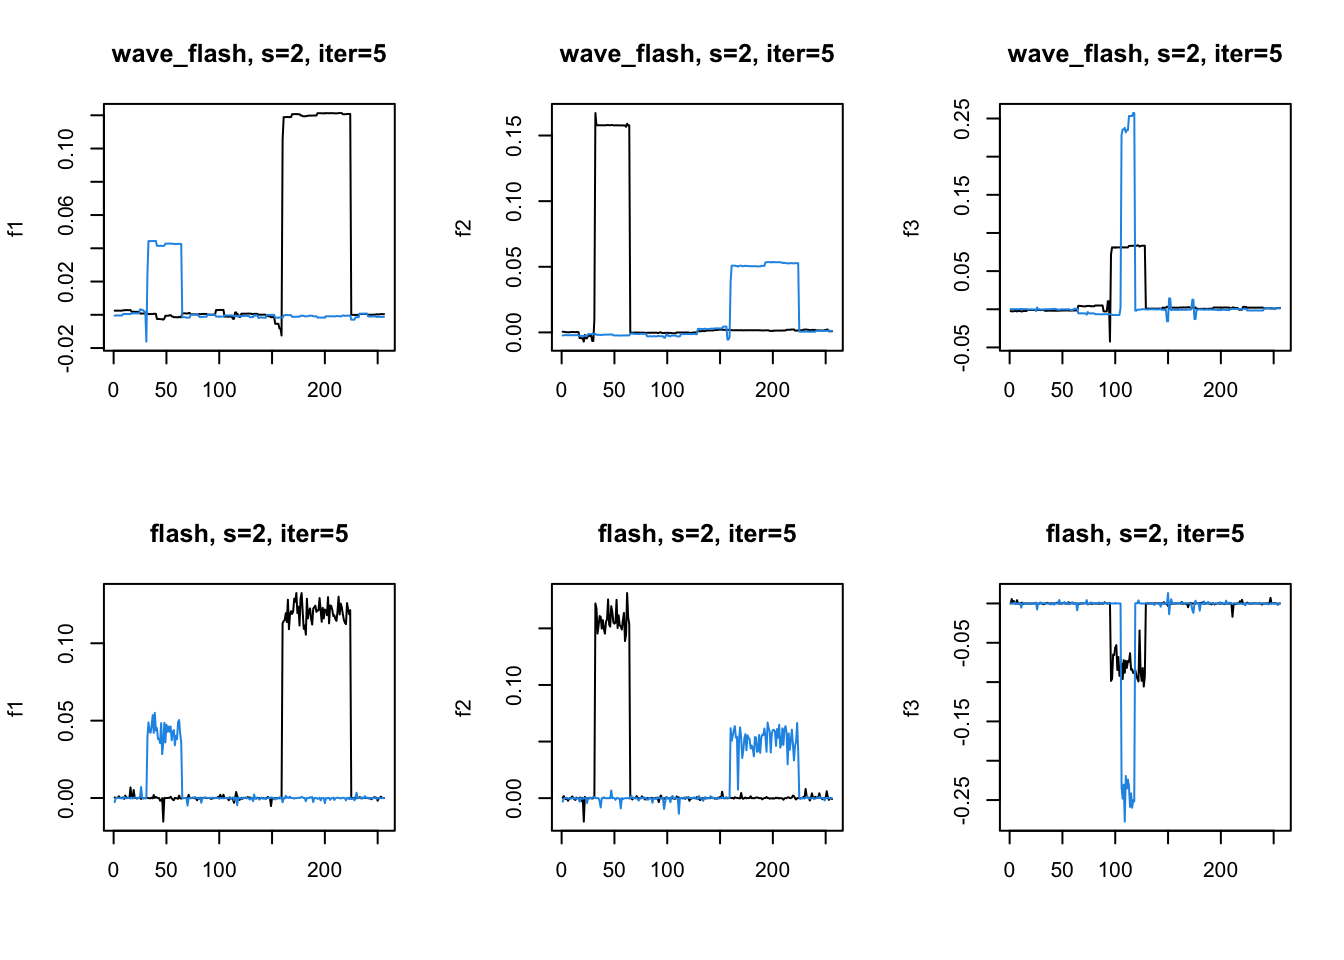 wave_flash, s=2, iter=5
f1
-0.02 0.02 0.06 0.10
0 50 100 200
wave_flash, s=2, iter=5
f2
0.00 0.05 0.10 0.15
0 50 100 200
wave_flash, s=2, iter=5
f3
-0.05 0.05 0.15 0.25
0 50 100 200
flash, s=2, iter=5
f1
0.00 0.05 0.10
0 50 100 200
flash, s=2, iter=5
f2
0.00 0.10
0 50 100 200
flash, s=2, iter=5
f3
-0.25 -0.15 -0.05
0 50 100 200